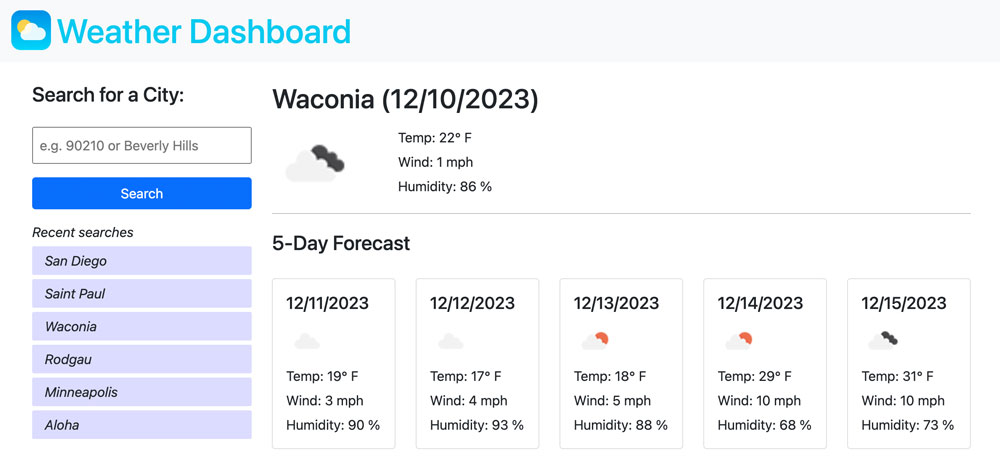 Weather Dashboard
Search for a City:
e.g. 90210 or Beverly Hills
Search
Recent searches
San Diego
Saint Paul
Waconia
Rodgau
Minneapolis
Aloha
Waconia (12/10/2023)
Temp: 22° F
Wind: 1 mph
Humidity: 86 %
5-Day Forecast
12/11/2023
Temp: 19° F
Wind: 3 mph
Humidity: 90 %
12/12/2023
Temp: 17° F
Wind: 4 mph
Humidity: 93 %
12/13/2023
Temp: 18° F
Wind: 5 mph
Humidity: 88 %
12/14/2023
Temp: 29° F
Wind: 10 mph
Humidity: 68 %
12/15/2023
Temp: 31° F
Wind: 10 mph
Humidity: 73 %